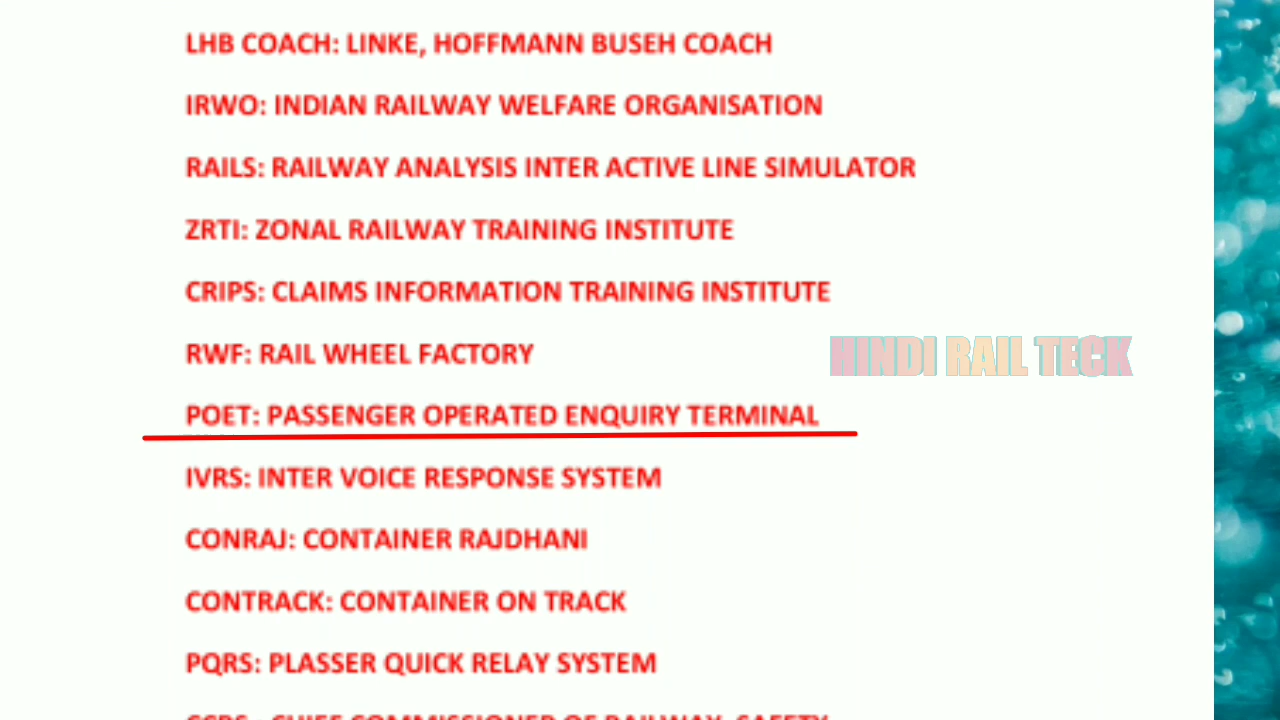 LHB COACH: LINKE, HOFFMANN BUSEH COACH
IRWO: INDIAN RAILWAY WELFARE ORGANISATION
RAILS: RAILWAY ANALYSIS INTER ACTIVE LINE SIMULATOR
ZRTI: ZONAL RAILWAY TRAINING INSTITUTE
CRIPS: CLAIMS INFORMATION TRAINING INSTITUTE
RWF: RAIL WHEEL FACTORY
HINDI RAIL TECK
POET: PASSENGER OPERATED ENQUIRY TERMINAL
IVRS: INTER VOICE RESPONSE SYSTEM
CONRAJ: CONTAINER RAJDHANI
CONTRACK: CONTAINER ON TRACK
PQRS: PLASSER QUICK RELAY SYSTEM